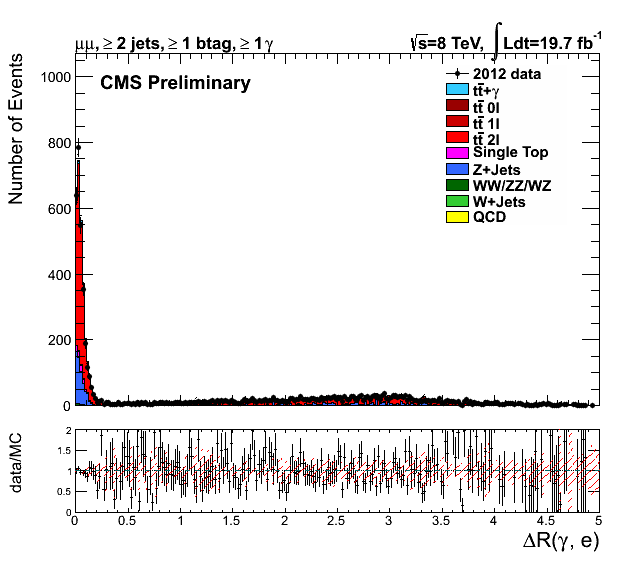 μμ, ≥ 2 jets, ≥ 1 btag, ≥ 1 γ
√s=8 TeV, ∫ Ldt=19.7 fb⁻¹
CMS Preliminary
2012 data
tt̄+γ
tt̄ 0l
tt̄ 1l
tt̄ 2l
Single Top
Z+Jets
WW/ZZ/WZ
W+Jets
QCD
Number of Events
1000
800
600
400
200
0
data/MC
2
1.5
1
0.5
0
0 0.5 1 1.5 2 2.5 3 3.5 4 4.5 5
ΔR(γ, e)